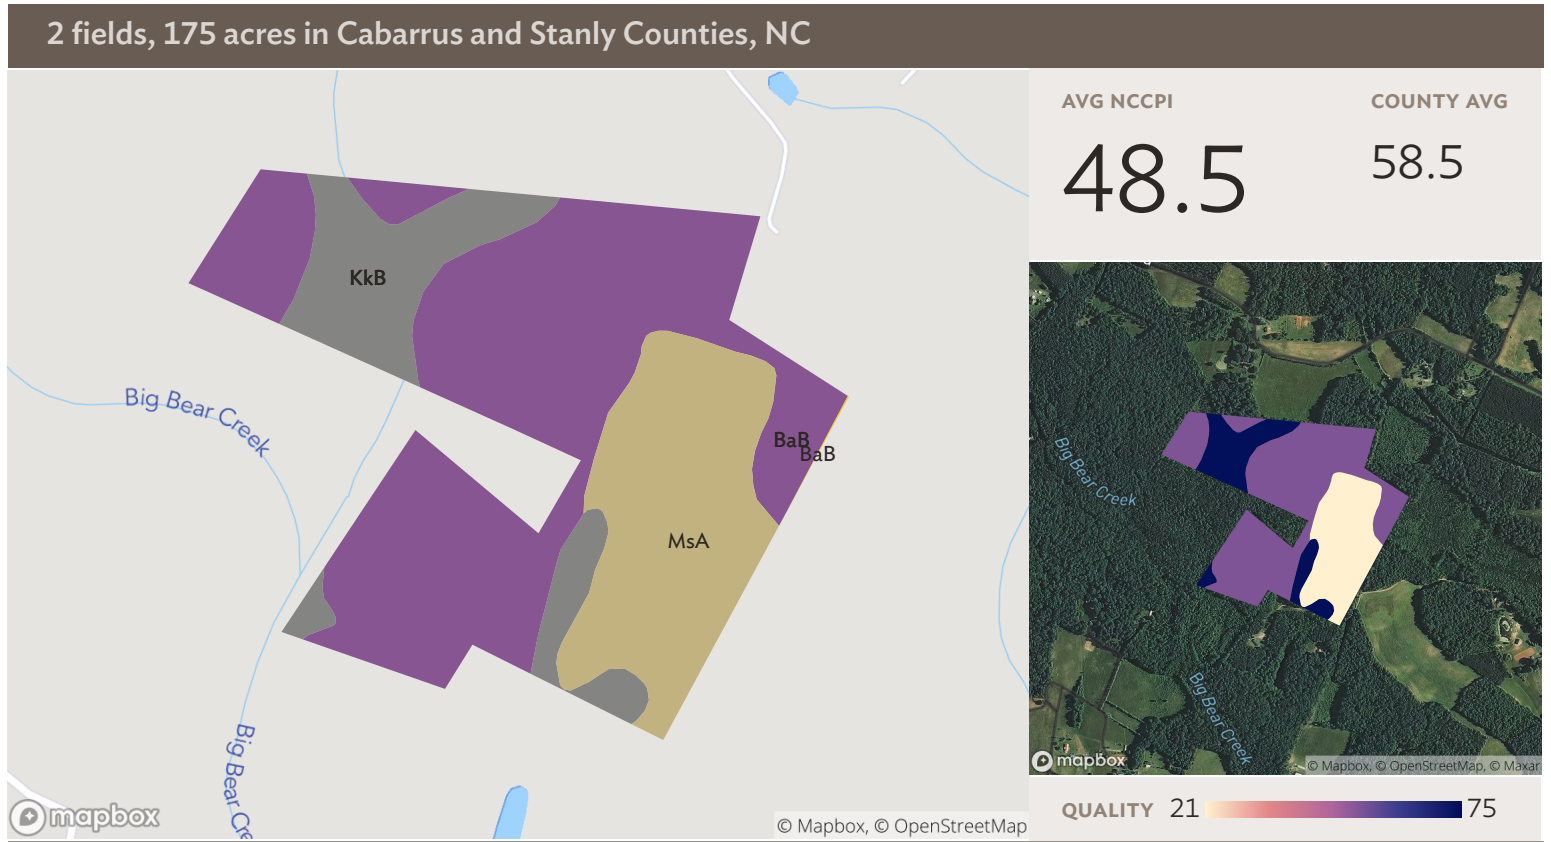 2 fields, 175 acres in Cabarrus and Stanly Counties, NC
KkB
Big Bear Creek
BaB
BaB
MsA
Big Bear Cre
mapbox
© Mapbox, © OpenStreetMap
AVG NCCPI
COUNTY AVG
48.5
58.5
Big Bear Creek
Big Bear Creek
mapbox
© Mapbox, © OpenStreetMap, © Maxar
QUALITY 21 75